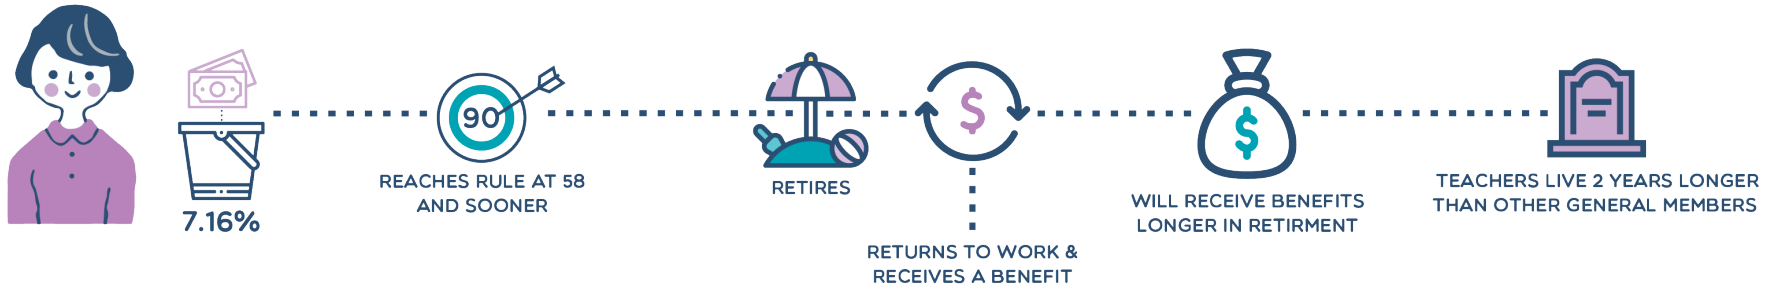 7.16%
90
REACHES RULE AT 58
AND SOONER
RETIRES
$
RETURNS TO WORK &
RECEIVES A BENEFIT
$
WILL RECEIVE BENEFITS
LONGER IN RETIRMENT
TEACHERS LIVE 2 YEARS LONGER
THAN OTHER GENERAL MEMBERS